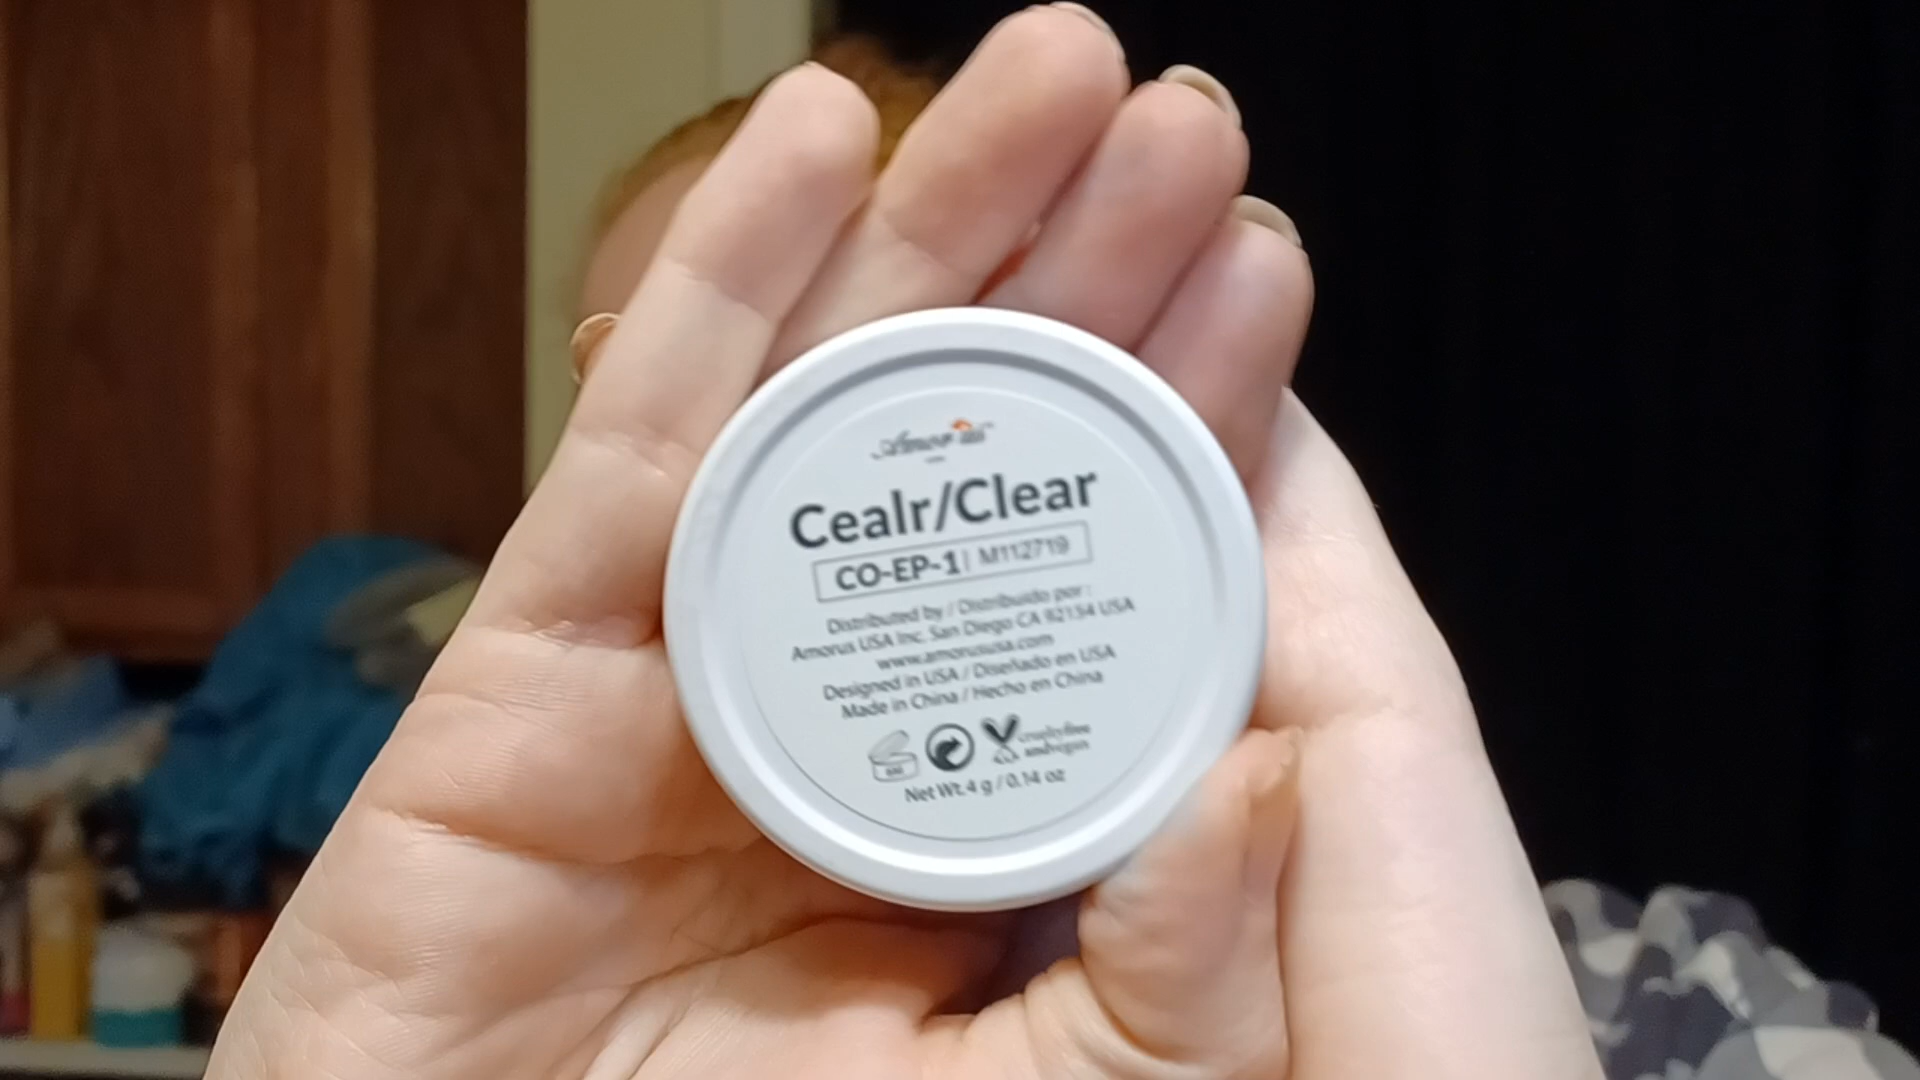 Amor us
Cealr/Clear
CO-EP-1| M112719
Distributed by / Distribuido por :
Amorus USA Inc. San Diego CA 92154 USA
www.amorususa.com
Designed in USA / Diseñado en USA
Made in China / Hecho en China
crueltyfree
andvegan
Net Wt. 4 g / 0.14 oz